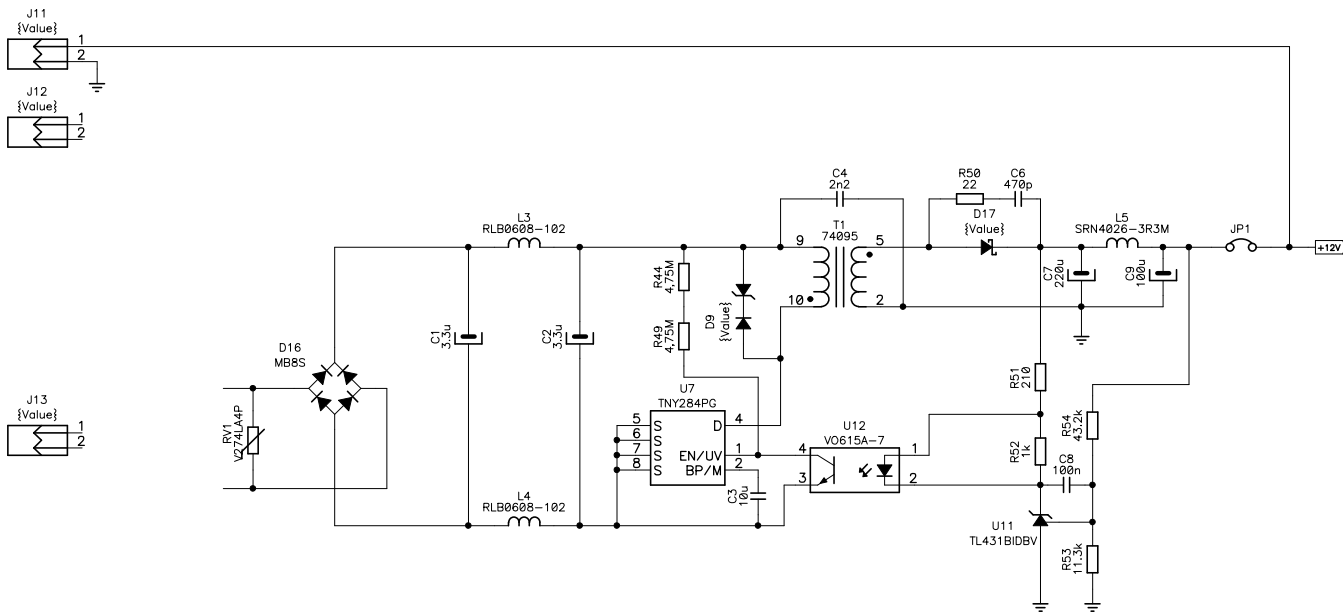 J11
{Value}
1
2
J12
{Value}
1
2
C4
2n2
R50
22
C6
470p
L3
RLB0608-102
T1
74095
D17
{Value}
L5
SRN4026-3R3M
JP1
+12V
9
5
10
2
R44
4,75M
R49
4,75M
D9
{Value}
C7
220u
C9
100u
C1
3.3u
C2
3.3u
D16
MB8S
R51
210
U7
TNY284PG
J13
{Value}
1
2
RV1
V274LA4P
5 S
6 S
7 S
8 S
D 4
EN/UV 1
BP/M 2
U12
VO615A-7
4
3
1
2
R52
1k
R54
43.2k
C8
100n
C3
10u
L4
RLB0608-102
U11
TL431BIDBV
R53
11.3k